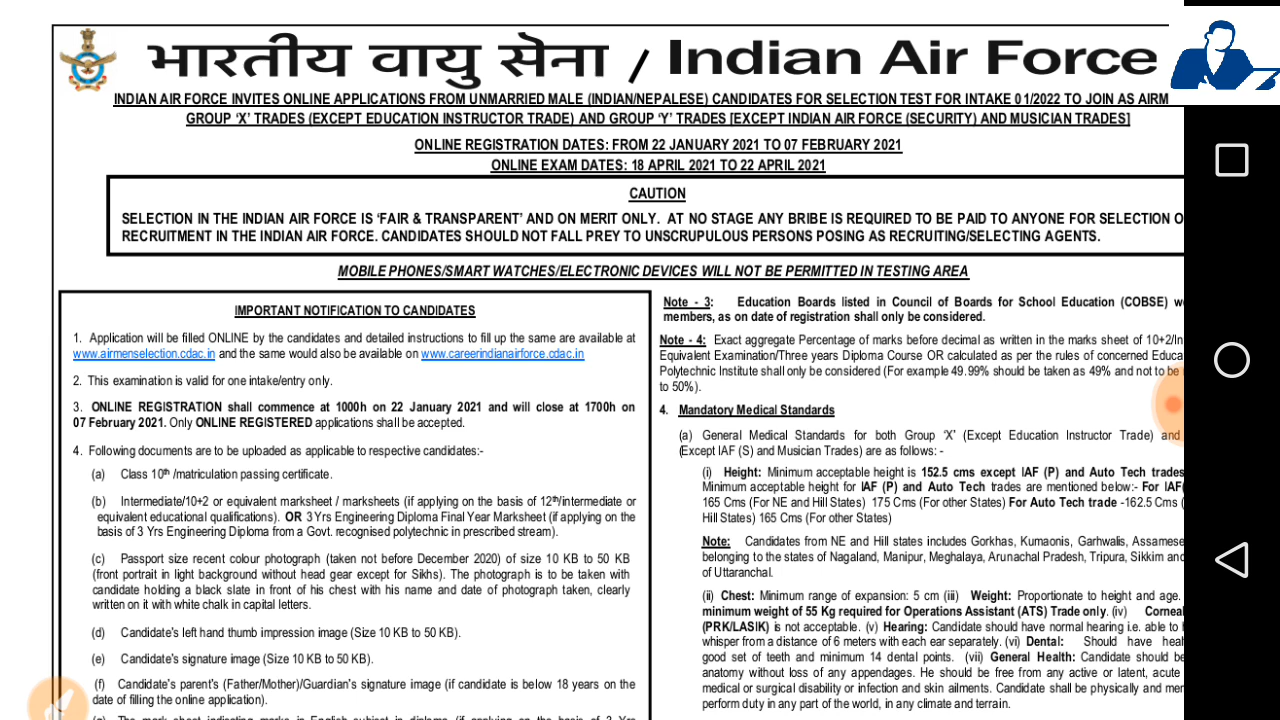 भारतीय वायु सेना / Indian Air Force
INDIAN AIR FORCE INVITES ONLINE APPLICATIONS FROM UNMARRIED MALE (INDIAN/NEPALESE) CANDIDATES FOR SELECTION TEST FOR INTAKE 01/2022 TO JOIN AS AIRM
GROUP ‘X’ TRADES (EXCEPT EDUCATION INSTRUCTOR TRADE) AND GROUP ‘Y’ TRADES [EXCEPT INDIAN AIR FORCE (SECURITY) AND MUSICIAN TRADES]
ONLINE REGISTRATION DATES: FROM 22 JANUARY 2021 TO 07 FEBRUARY 2021
ONLINE EXAM DATES: 18 APRIL 2021 TO 22 APRIL 2021
CAUTION
SELECTION IN THE INDIAN AIR FORCE IS ‘FAIR & TRANSPARENT’ AND ON MERIT ONLY. AT NO STAGE ANY BRIBE IS REQUIRED TO BE PAID TO ANYONE FOR SELECTION O
RECRUITMENT IN THE INDIAN AIR FORCE. CANDIDATES SHOULD NOT FALL PREY TO UNSCRUPULOUS PERSONS POSING AS RECRUITING/SELECTING AGENTS.
MOBILE PHONES/SMART WATCHES/ELECTRONIC DEVICES WILL NOT BE PERMITTED IN TESTING AREA
IMPORTANT NOTIFICATION TO CANDIDATES
1. Application will be filled ONLINE by the candidates and detailed instructions to fill up the same are available at
www.airmenselection.cdac.in and the same would also be available on www.careerindianairforce.cdac.in
2. This examination is valid for one intake/entry only.
3. ONLINE REGISTRATION shall commence at 1000h on 22 January 2021 and will close at 1700h on
07 February 2021. Only ONLINE REGISTERED applications shall be accepted.
4. Following documents are to be uploaded as applicable to respective candidates:-
(a) Class 10th /matriculation passing certificate.
(b) Intermediate/10+2 or equivalent marksheet / marksheets (if applying on the basis of 12th/intermediate or
equivalent educational qualifications). OR 3 Yrs Engineering Diploma Final Year Marksheet (if applying on the
basis of 3 Yrs Engineering Diploma from a Govt. recognised polytechnic in prescribed stream).
(c) Passport size recent colour photograph (taken not before December 2020) of size 10 KB to 50 KB
(front portrait in light background without head gear except for Sikhs). The photograph is to be taken with
candidate holding a black slate in front of his chest with his name and date of photograph taken, clearly
written on it with white chalk in capital letters.
(d) Candidate's left hand thumb impression image (Size 10 KB to 50 KB).
(e) Candidate's signature image (Size 10 KB to 50 KB).
(f) Candidate's parent's (Father/Mother)/Guardian's signature image (if candidate is below 18 years on the
date of filling the online application).
(g) The mark sheet indicating marks in English subject in diploma (if applying on the basis of 3 Yrs
Note - 3: Education Boards listed in Council of Boards for School Education (COBSE) w
members, as on date of registration shall only be considered.
Note - 4: Exact aggregate Percentage of marks before decimal as written in the marks sheet of 10+2/In
Equivalent Examination/Three years Diploma Course OR calculated as per the rules of concerned Educa
Polytechnic Institute shall only be considered (For example 49.99% should be taken as 49% and not to be
to 50%).
4. Mandatory Medical Standards
(a) General Medical Standards for both Group ‘X’ (Except Education Instructor Trade) and
(Except IAF (S) and Musician Trades) are as follows: -
(i) Height: Minimum acceptable height is 152.5 cms except IAF (P) and Auto Tech trades
Minimum acceptable height for IAF (P) and Auto Tech trades are mentioned below:- For IAF(
165 Cms (For NE and Hill States) 175 Cms (For other States) For Auto Tech trade -162.5 Cms (
Hill States) 165 Cms (For other States)
Note: Candidates from NE and Hill states includes Gorkhas, Kumaonis, Garhwalis, Assamese
belonging to the states of Nagaland, Manipur, Meghalaya, Arunachal Pradesh, Tripura, Sikkim and
of Uttaranchal.
(ii) Chest: Minimum range of expansion: 5 cm (iii) Weight: Proportionate to height and age.
minimum weight of 55 Kg required for Operations Assistant (ATS) Trade only. (iv) Corneal
(PRK/LASIK) is not acceptable. (v) Hearing: Candidate should have normal hearing i.e. able to
whisper from a distance of 6 meters with each ear separately. (vi) Dental: Should have heal
good set of teeth and minimum 14 dental points. (vii) General Health: Candidate should be
anatomy without loss of any appendages. He should be free from any active or latent, acute
medical or surgical disability or infection and skin ailments. Candidate shall be physically and men
perform duty in any part of the world, in any climate and terrain.